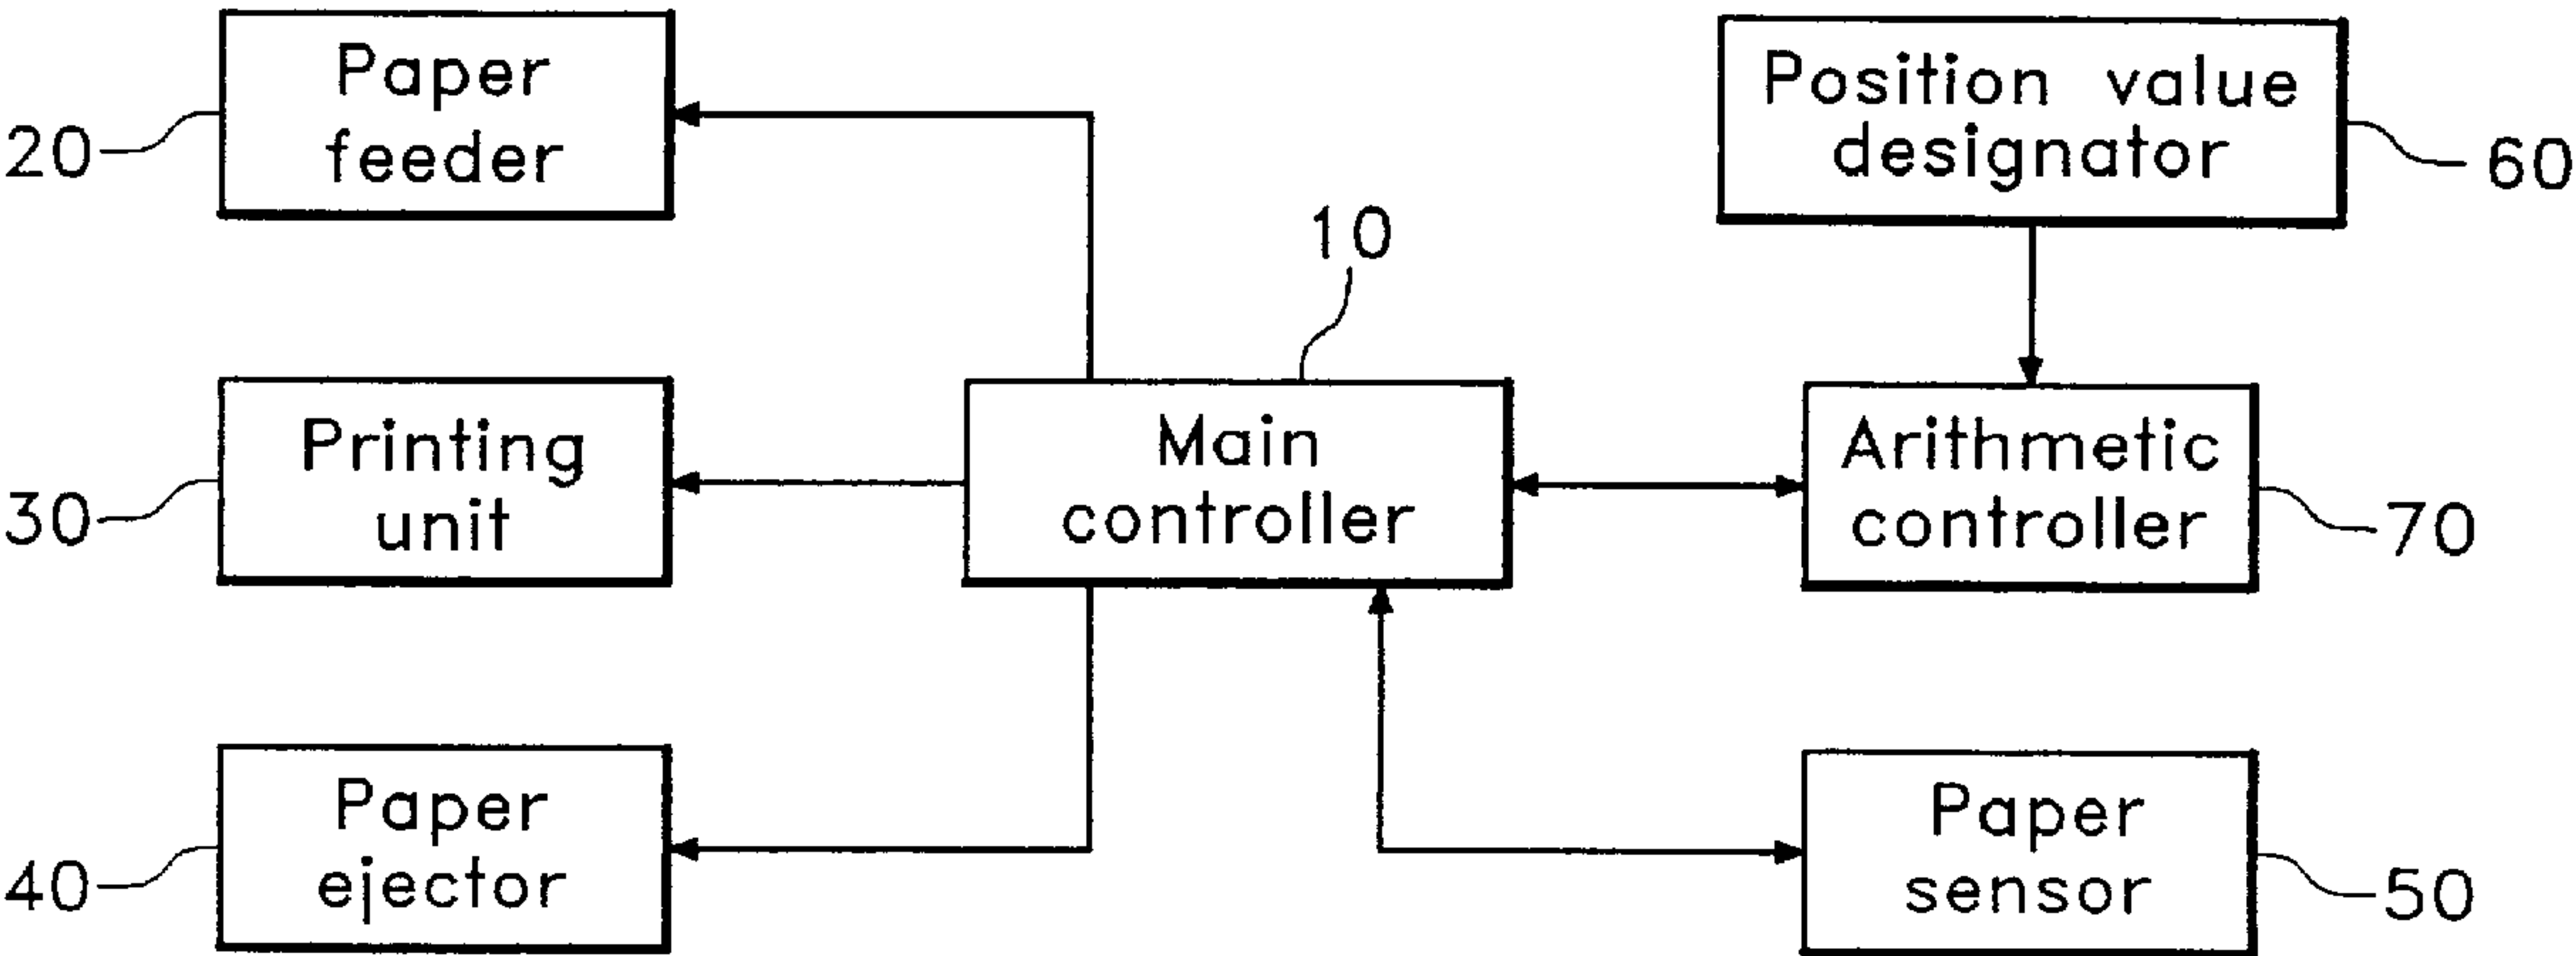 Paper
feeder
20
Position value
designator
60
10
Printing
unit
30
Main
controller
Arithmetic
controller
70
Paper
ejector
40
Paper
sensor
50